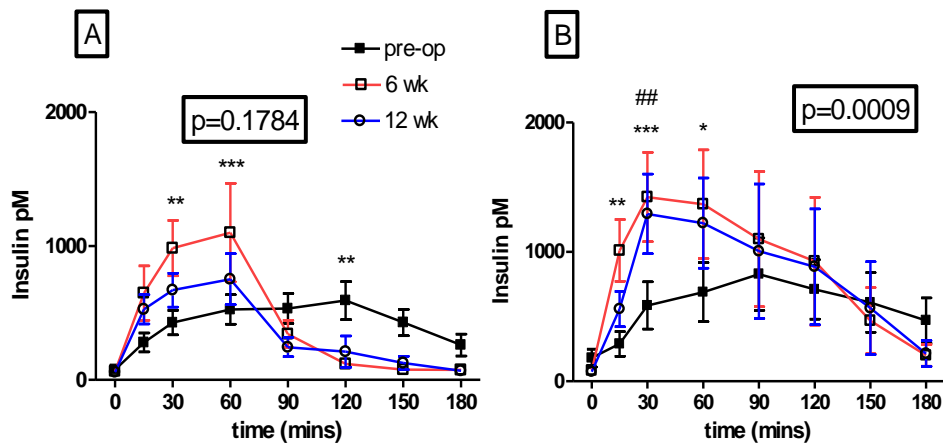 A
pre-op
6 wk
12 wk
p=0.1784
2000
1000
0
Insulin pM
**
***
**
0 30 60 90 120 150 180
time (mins)
B
p=0.0009
2000
1000
0
Insulin pM
##
**
***
*
0 30 60 90 120 150 180
time (mins)